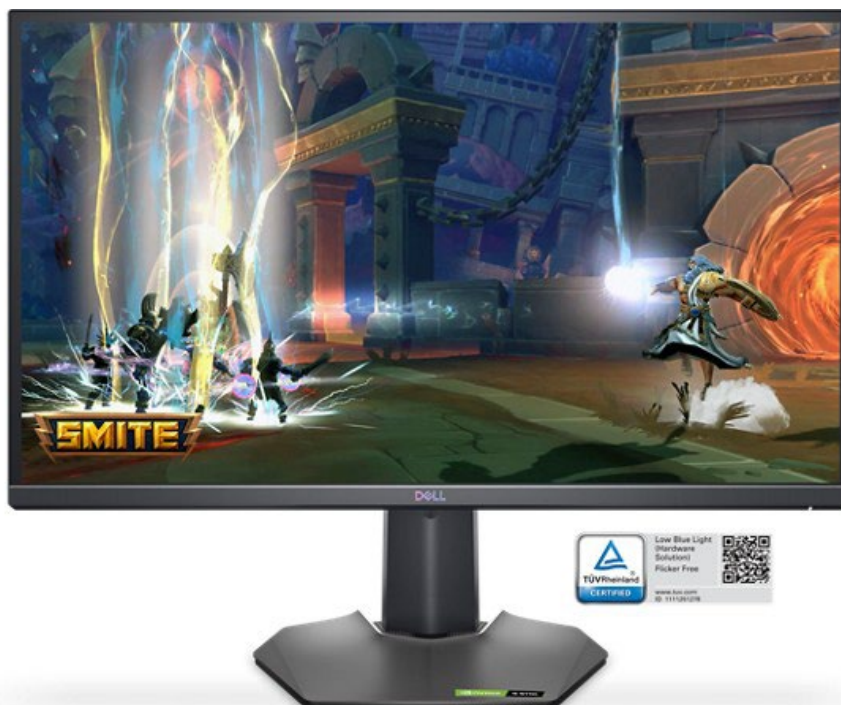 SMITE
DELL
TÜVRheinland
CERTIFIED
Low Blue Light
(Hardware
Solution)
Flicker Free
www.tuv.com